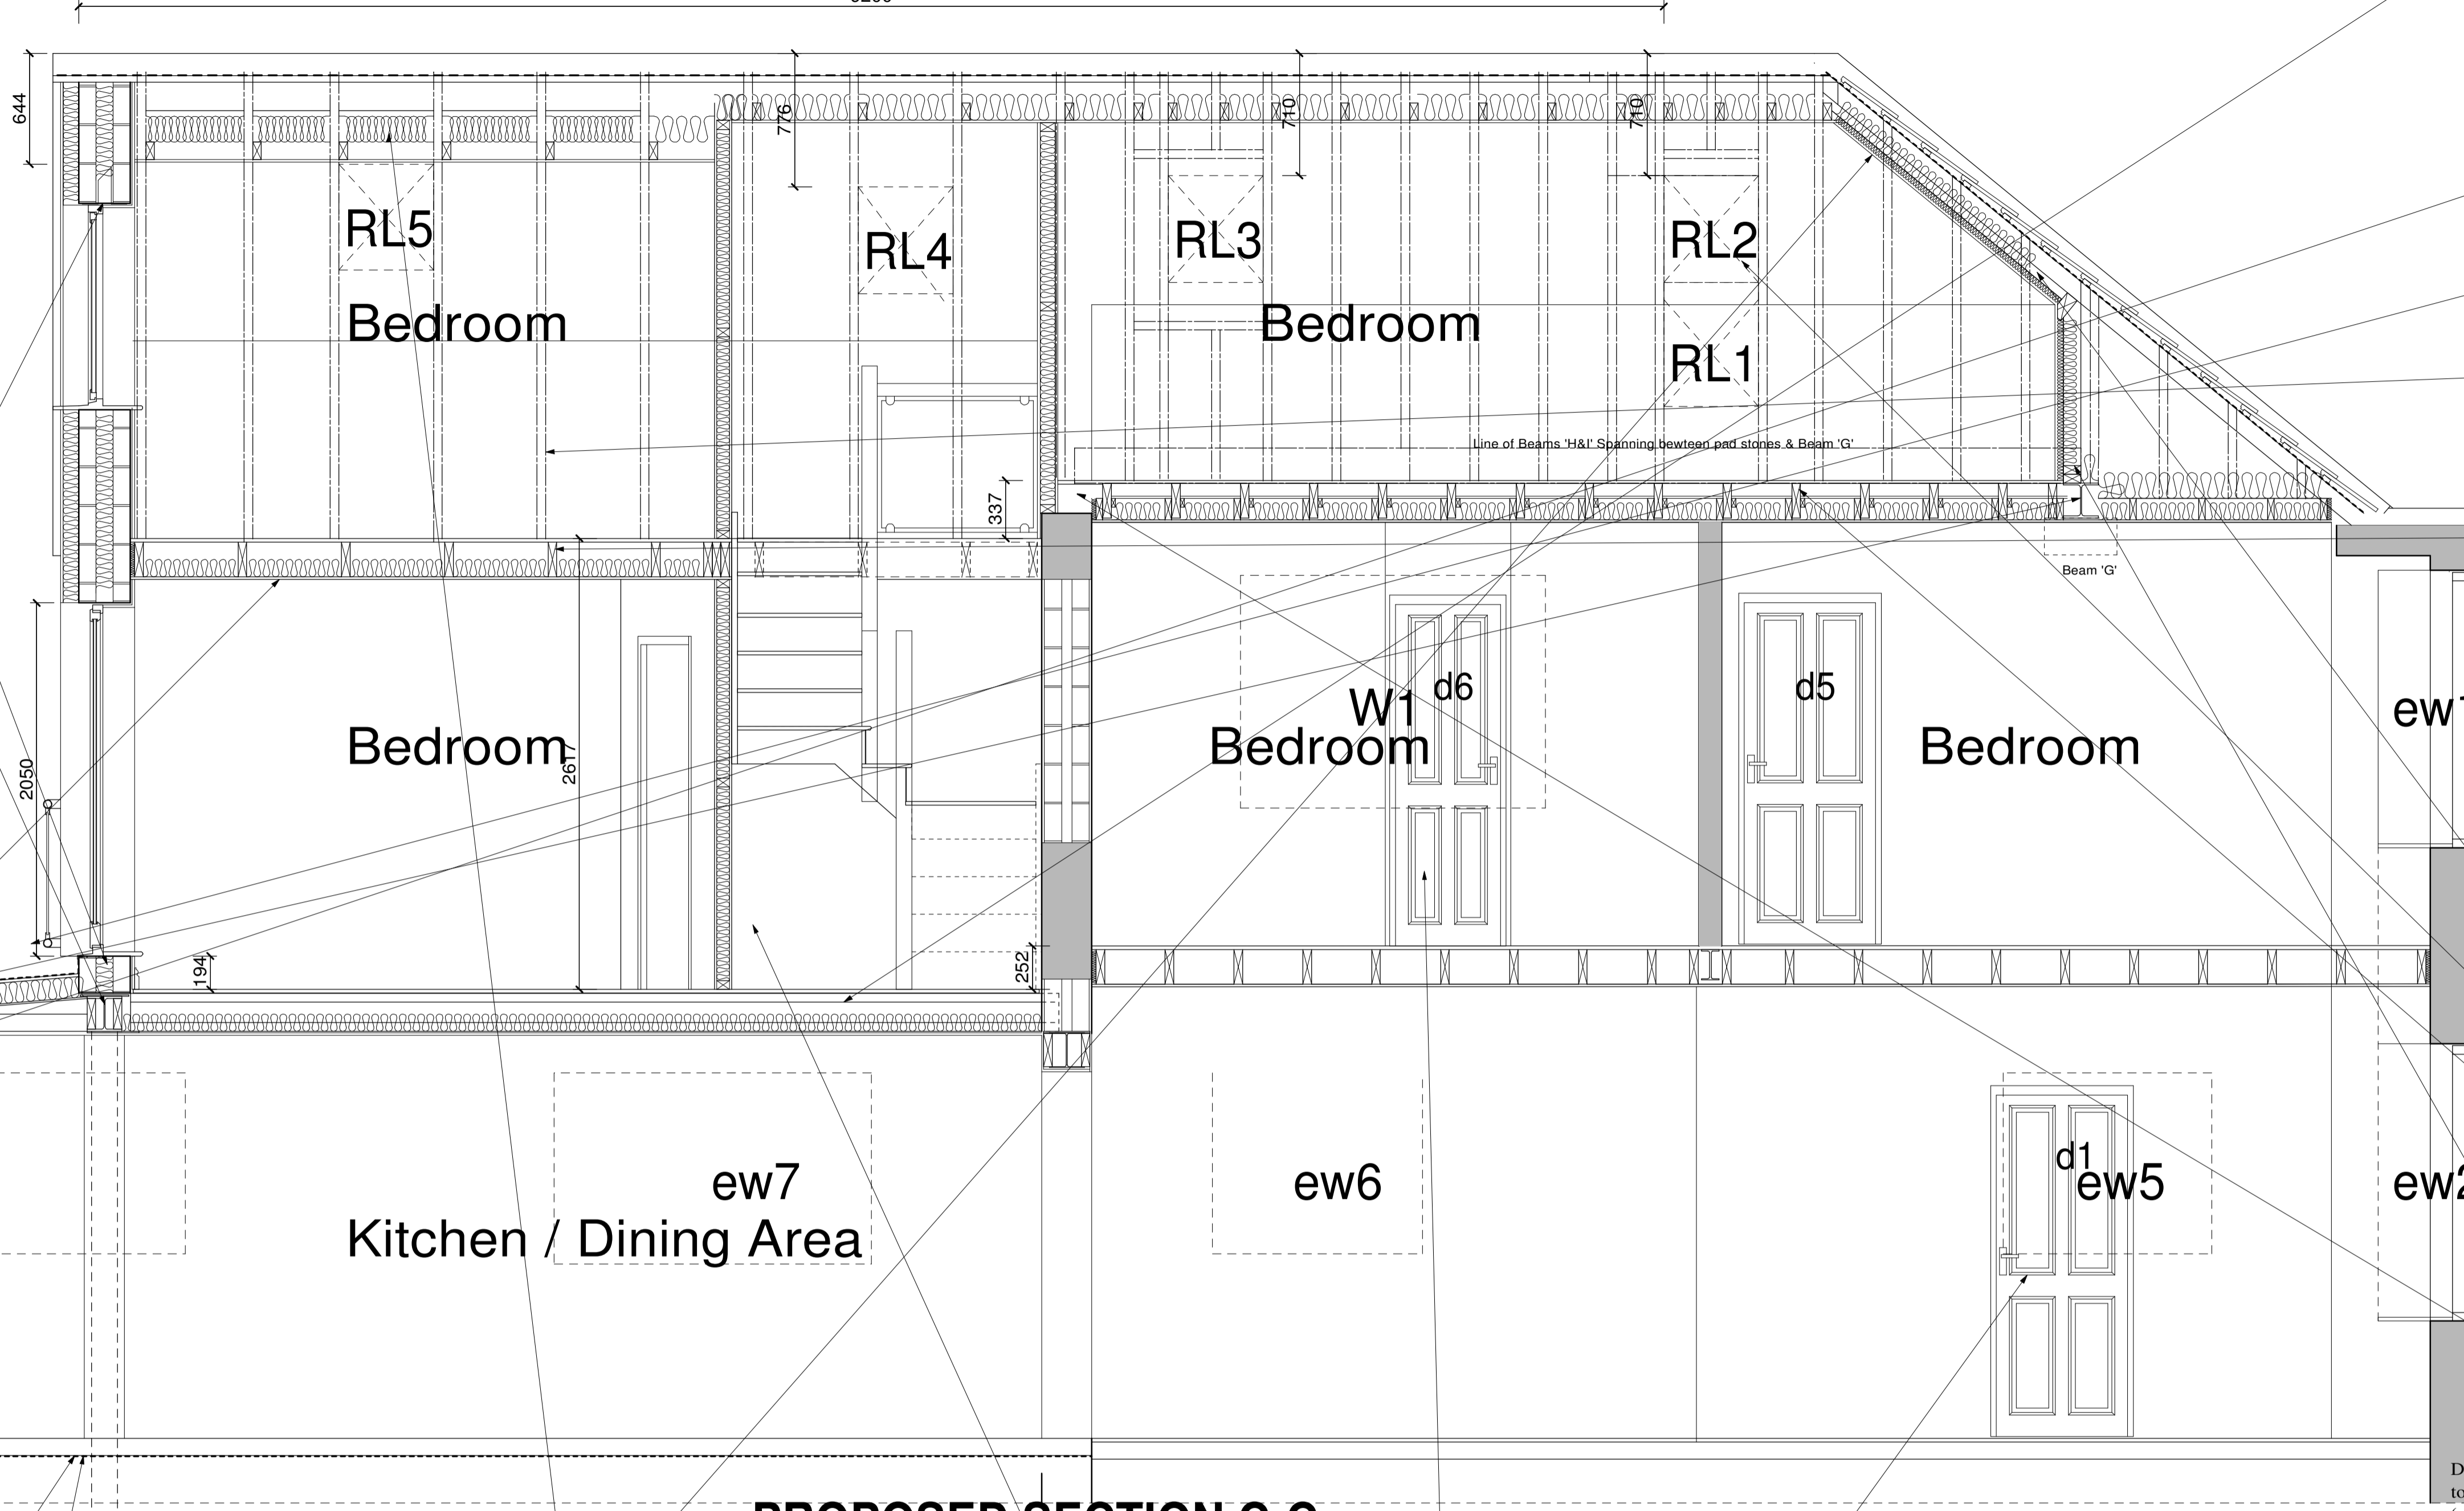 644
776
710
710
RL5
RL4
RL3
RL2
Bedroom
Bedroom
RL1
Line of Beams 'H&I' Spanning bewteen pad stones & Beam 'G'
337
Beam 'G'
W1
d6
d5
Bedroom
Bedroom
Bedroom
2617
2050
194
252
d1
ew7
ew6
ew5
Kitchen / Dining Area
PROPOSED SECTION